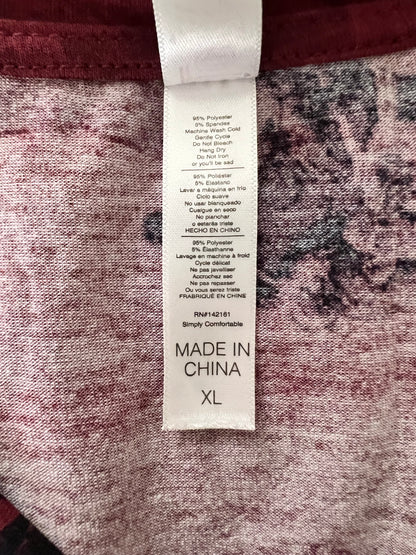 95% Polyester
5% Spandex
Machine Wash Cold
Gentle Cycle
Do Not Bleach
Hang Dry
Do Not Iron
or you'll be sad
95% Poliéster
5% Elastano
Lavar a máquina en frio
Ciclo suave
No usar blanqueado
Cuelgue en seco
No planchar
o estarás triste
HECHO EN CHINO
95% Polyester
5% Élasthanne
Lavage en machine à froid
Cycle délicat
Ne pas javelliser
Accrochez sac
Ne pas repasser
Ou vous serez triste
FRABRIQUÉ EN CHINE
RN#142161
Simply Comfortable
MADE IN
CHINA
XL